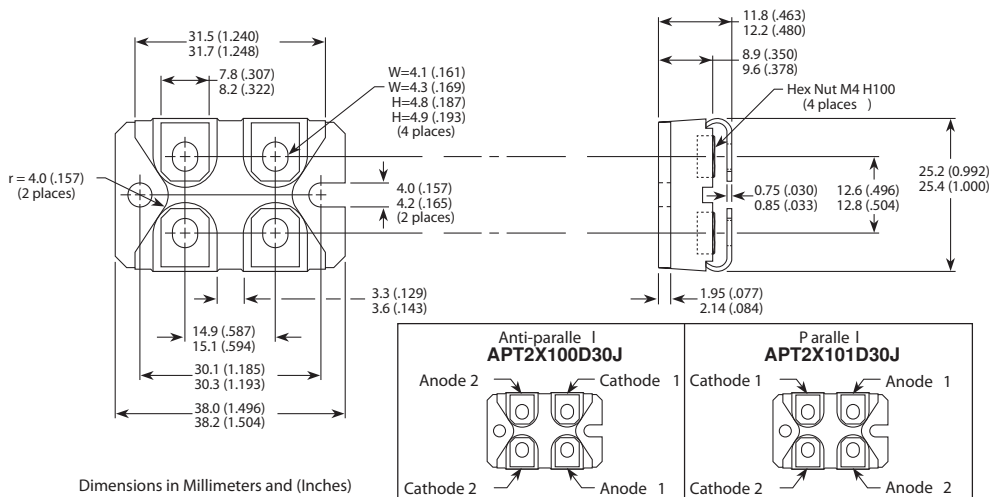 31.5 (1.240)
31.7 (1.248)
7.8 (.307)
8.2 (.322)
W=4.1 (.161)
W=4.3 (.169)
H=4.8 (.187)
H=4.9 (.193)
(4 places)
r = 4.0 (.157)
(2 places)
4.0 (.157)
4.2 (.165)
(2 places)
3.3 (.129)
3.6 (.143)
14.9 (.587)
15.1 (.594)
30.1 (1.185)
30.3 (1.193)
38.0 (1.496)
38.2 (1.504)
11.8 (.463)
12.2 (.480)
8.9 (.350)
9.6 (.378)
Hex Nut M4 H100
(4 places )
0.75 (.030)
0.85 (.033)
12.6 (.496)
12.8 (.504)
25.2 (0.992)
25.4 (1.000)
1.95 (.077)
2.14 (.084)
Anti-paralle l
APT2X100D30J
Anode 2
Cathode 1
Cathode 2
Anode 1
P aralle l
APT2X101D30J
Cathode 1
Anode 1
Cathode 2
Anode 2
Dimensions in Millimeters and (Inches)